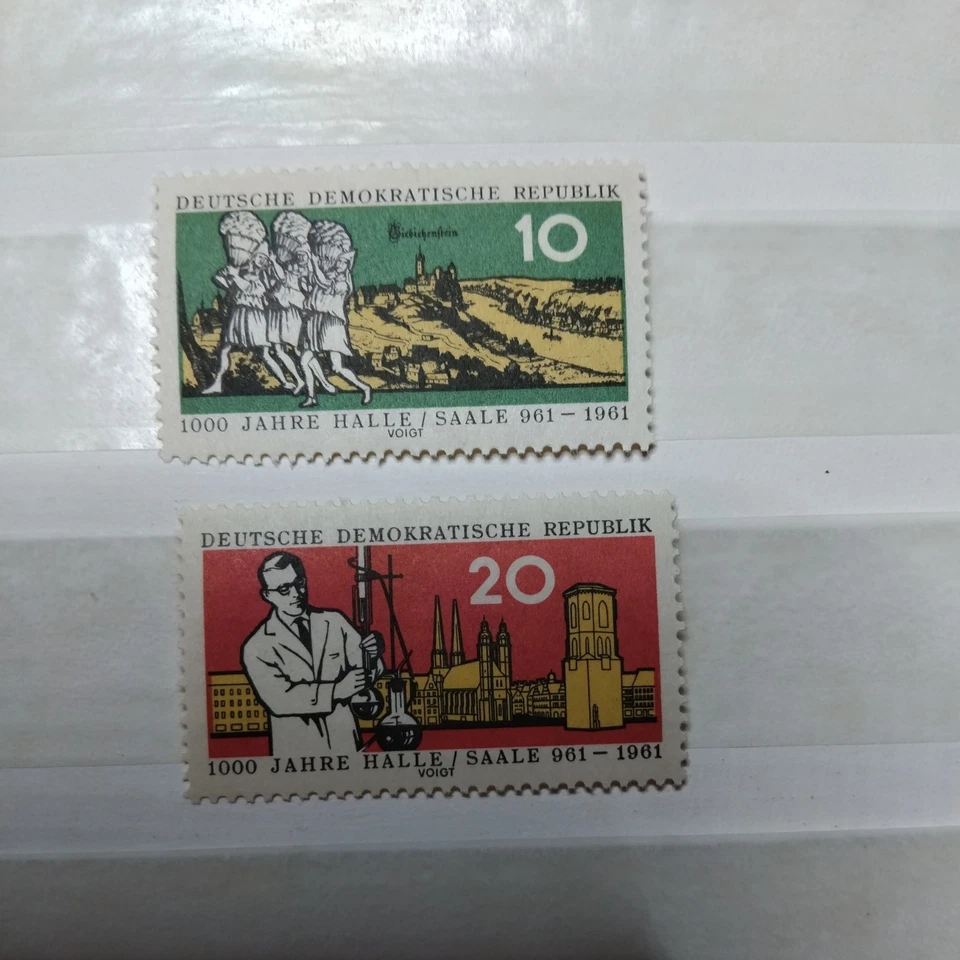 DEUTSCHE DEMOKRATISCHE REPUBLIK
Giebichenstein
10
1000 JAHRE HALLE / SAALE 961 – 1961
VOIGT
DEUTSCHE DEMOKRATISCHE REPUBLIK
20
1000 JAHRE HALLE / SAALE 961 – 1961
VOIGT